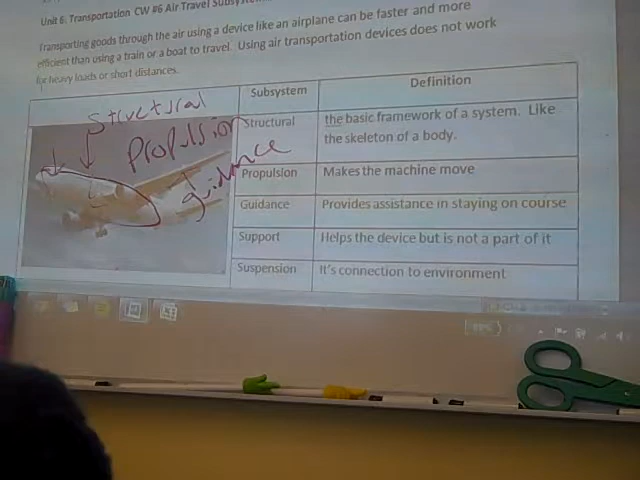 Unit 6: Transportation CW #6 Air Travel
Transporting goods through the air using a device like an airplane can be faster and more
efficient than using a train or a boat to travel. Using air transportation devices does not work
for heavy loads or short distances.
Subsystem Definition
Structural the basic framework of a system. Like
the skeleton of a body.
Propulsion Makes the machine move
Guidance Provides assistance in staying on course
Support Helps the device but is not a part of it
Suspension It's connection to environment
Structural
Propulsion
guidance